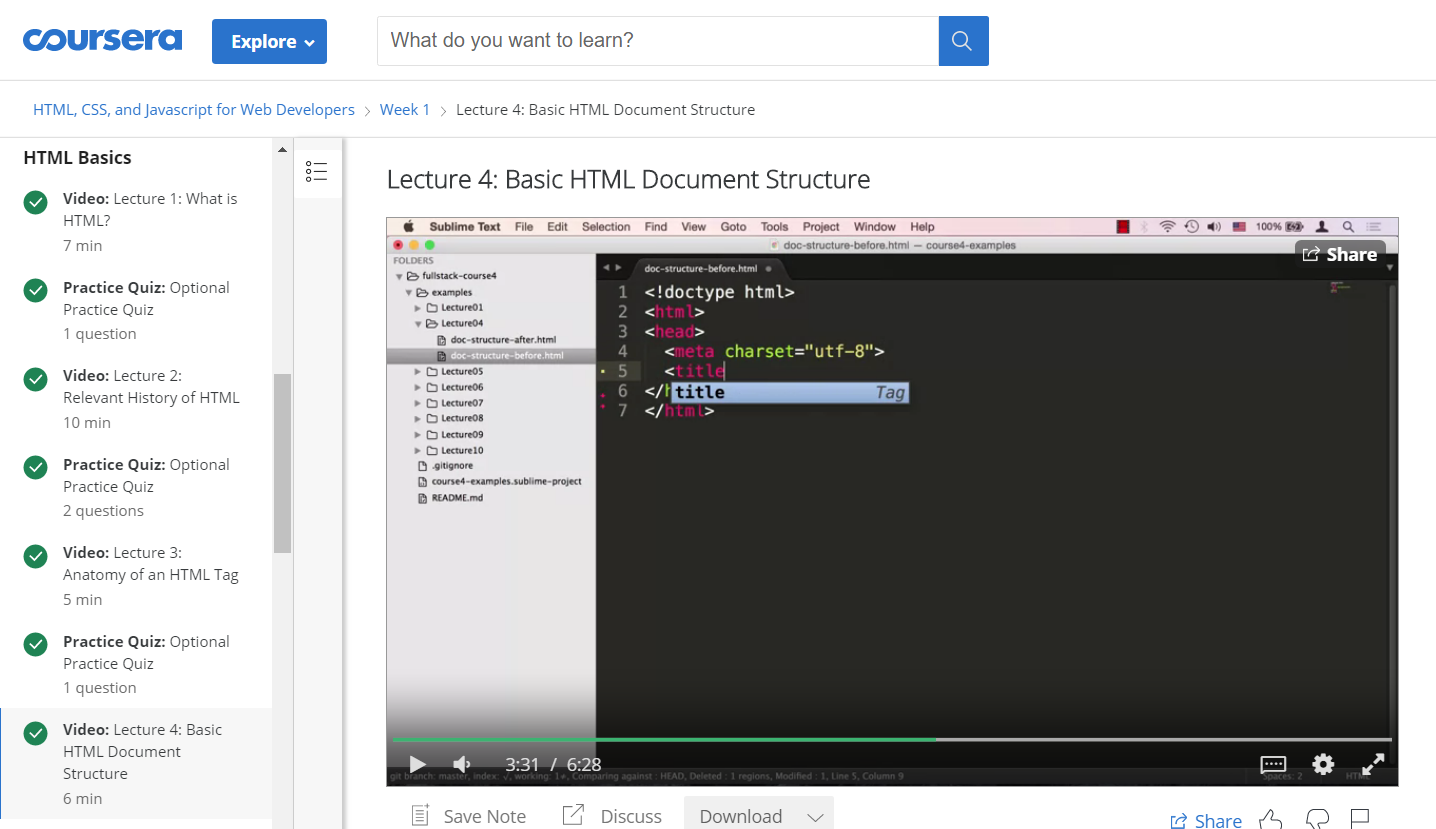 coursera
Explore
What do you want to learn?
HTML, CSS, and Javascript for Web Developers > Week 1 > Lecture 4: Basic HTML Document Structure
HTML Basics
Video: Lecture 1: What is
HTML?
7 min
Practice Quiz: Optional
Practice Quiz
1 question
Video: Lecture 2:
Relevant History of HTML
10 min
Practice Quiz: Optional
Practice Quiz
2 questions
Video: Lecture 3:
Anatomy of an HTML Tag
5 min
Practice Quiz: Optional
Practice Quiz
1 question
Video: Lecture 4: Basic
HTML Document
Structure
6 min
Lecture 4: Basic HTML Document Structure
Sublime Text File Edit Selection Find View Goto Tools Project Window Help 100%
doc-structure-before.html — course4-examples
Share
FOLDERS
fullstack-course4
examples
Lecture01
Lecture04
doc-structure-after.html
doc-structure-before.html
Lecture05
Lecture06
Lecture07
Lecture08
Lecture09
Lecture10
.gitignore
course4-examples.sublime-project
README.md
doc-structure-before.html
1 <!doctype html>
2 <html>
3 <head>
4 <meta charset="utf-8">
5 <title
6 </h
title Tag
7 </html>
3:31 / 6:28
git branch: master, index: ✓, working: 1≠, Comparing against : HEAD, Deleted : 1 regions, Modified : 1, Line 5, Column 9
Spaces: 2
HTML
Save Note
Discuss
Download
Share